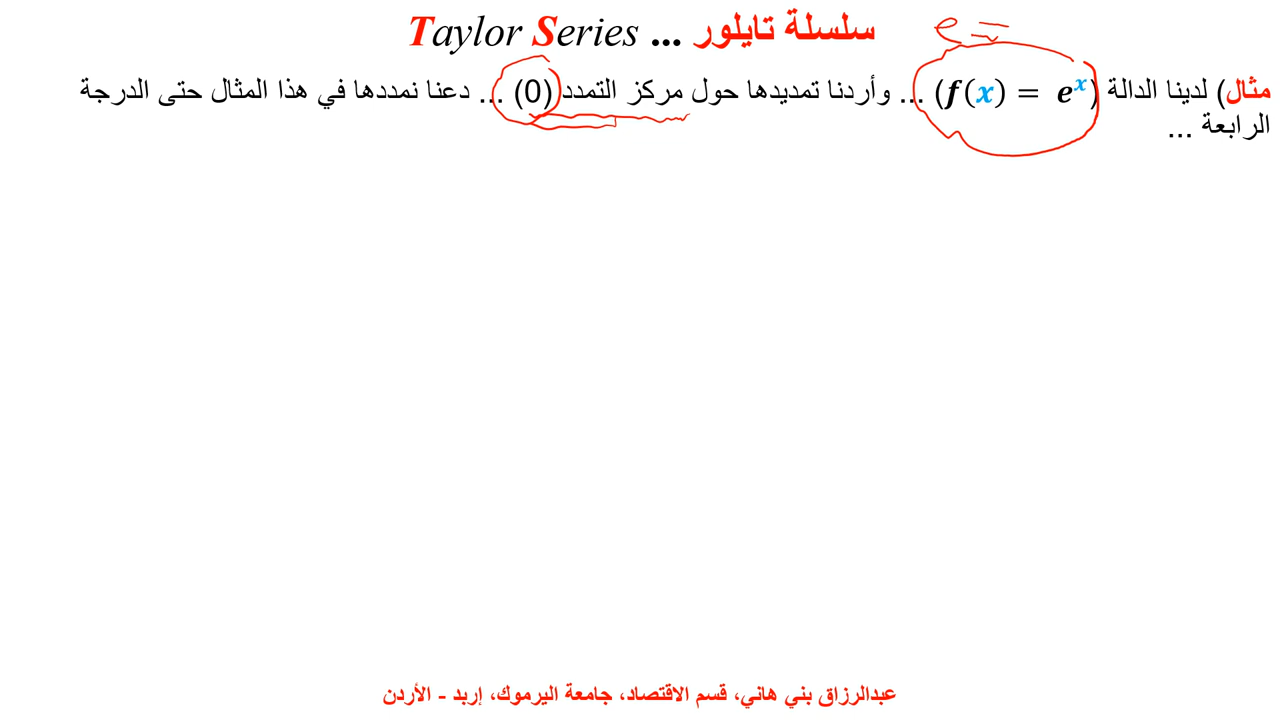 سلسلة تايلور ... Taylor Series
مثال) لدينا الدالة (f(x) = eˣ) ... وأردنا تمديدها حول مركز التمدد (0) ... دعنا نمددها في هذا المثال حتى الدرجة
الرابعة ...
عبدالرزاق بني هاني، قسم الاقتصاد، جامعة اليرموك، إربد - الأردن